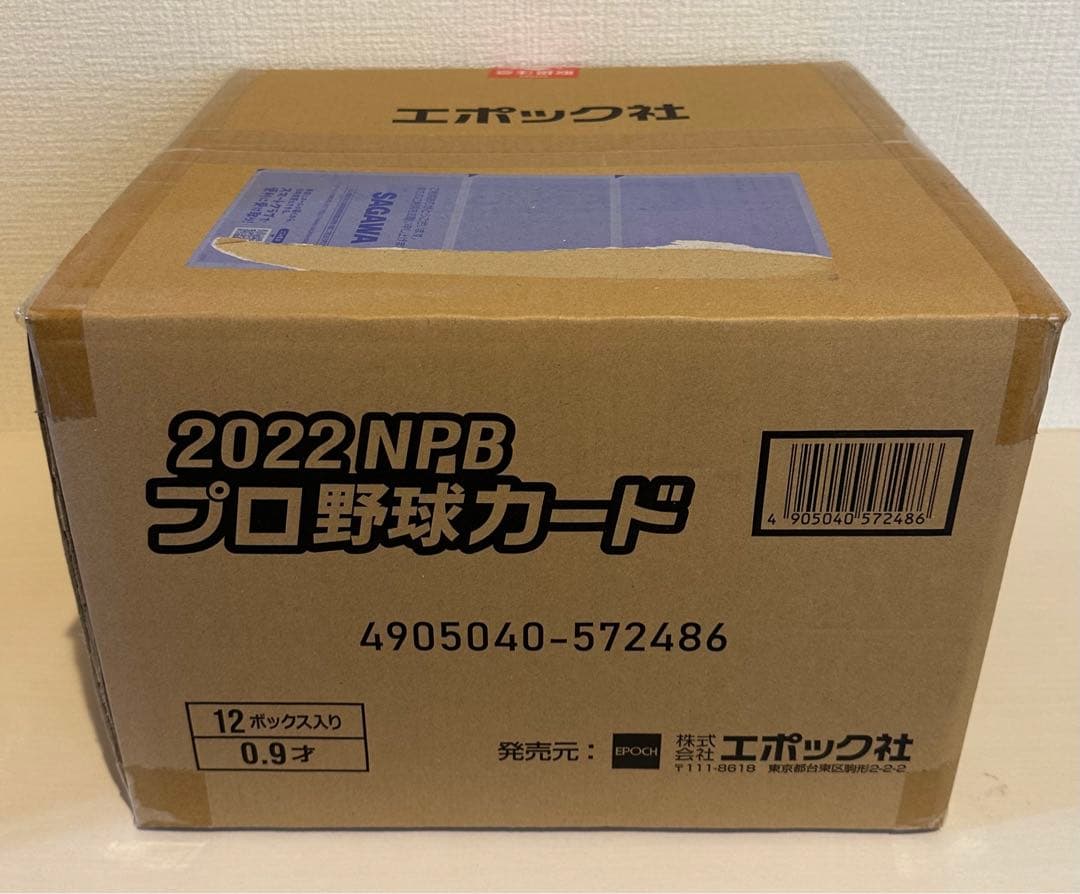 エポック社
SAGAWA
2022 NPB
プロ野球カード
4 905040 572486
4905040-572486
12ボックス入り
0.9才
発売元： EPOCH 株式会社 エポック社
〒111-8618 東京都台東区駒形2-2-2